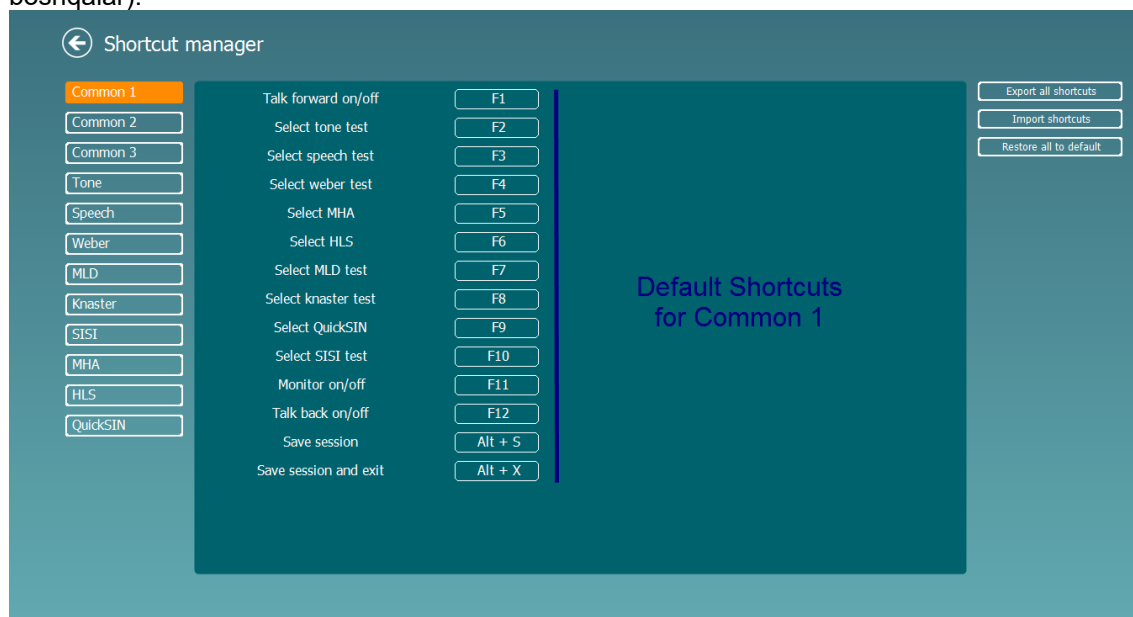 boshqalar).
Shortcut manager
Common 1
Common 2
Common 3
Tone
Speech
Weber
MLD
Knaster
SISI
MHA
HLS
QuickSIN
Talk forward on/off F1
Select tone test F2
Select speech test F3
Select weber test F4
Select MHA F5
Select HLS F6
Select MLD test F7
Select knaster test F8
Select QuickSIN F9
Select SISI test F10
Monitor on/off F11
Talk back on/off F12
Save session Alt + S
Save session and exit Alt + X
Default Shortcuts
for Common 1
Export all shortcuts
Import shortcuts
Restore all to default